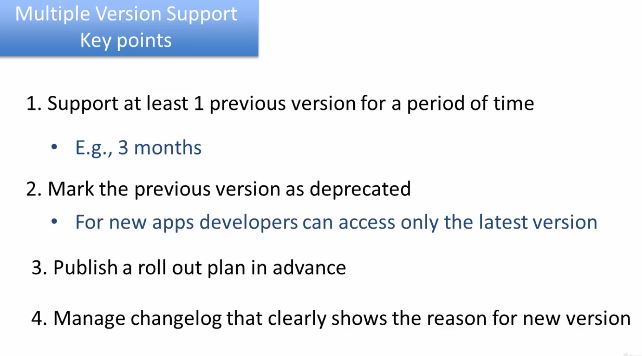 Multiple Version Support
Key points
1. Support at least 1 previous version for a period of time
• E.g., 3 months
2. Mark the previous version as deprecated
• For new apps developers can access only the latest version
3. Publish a roll out plan in advance
4. Manage changelog that clearly shows the reason for new version